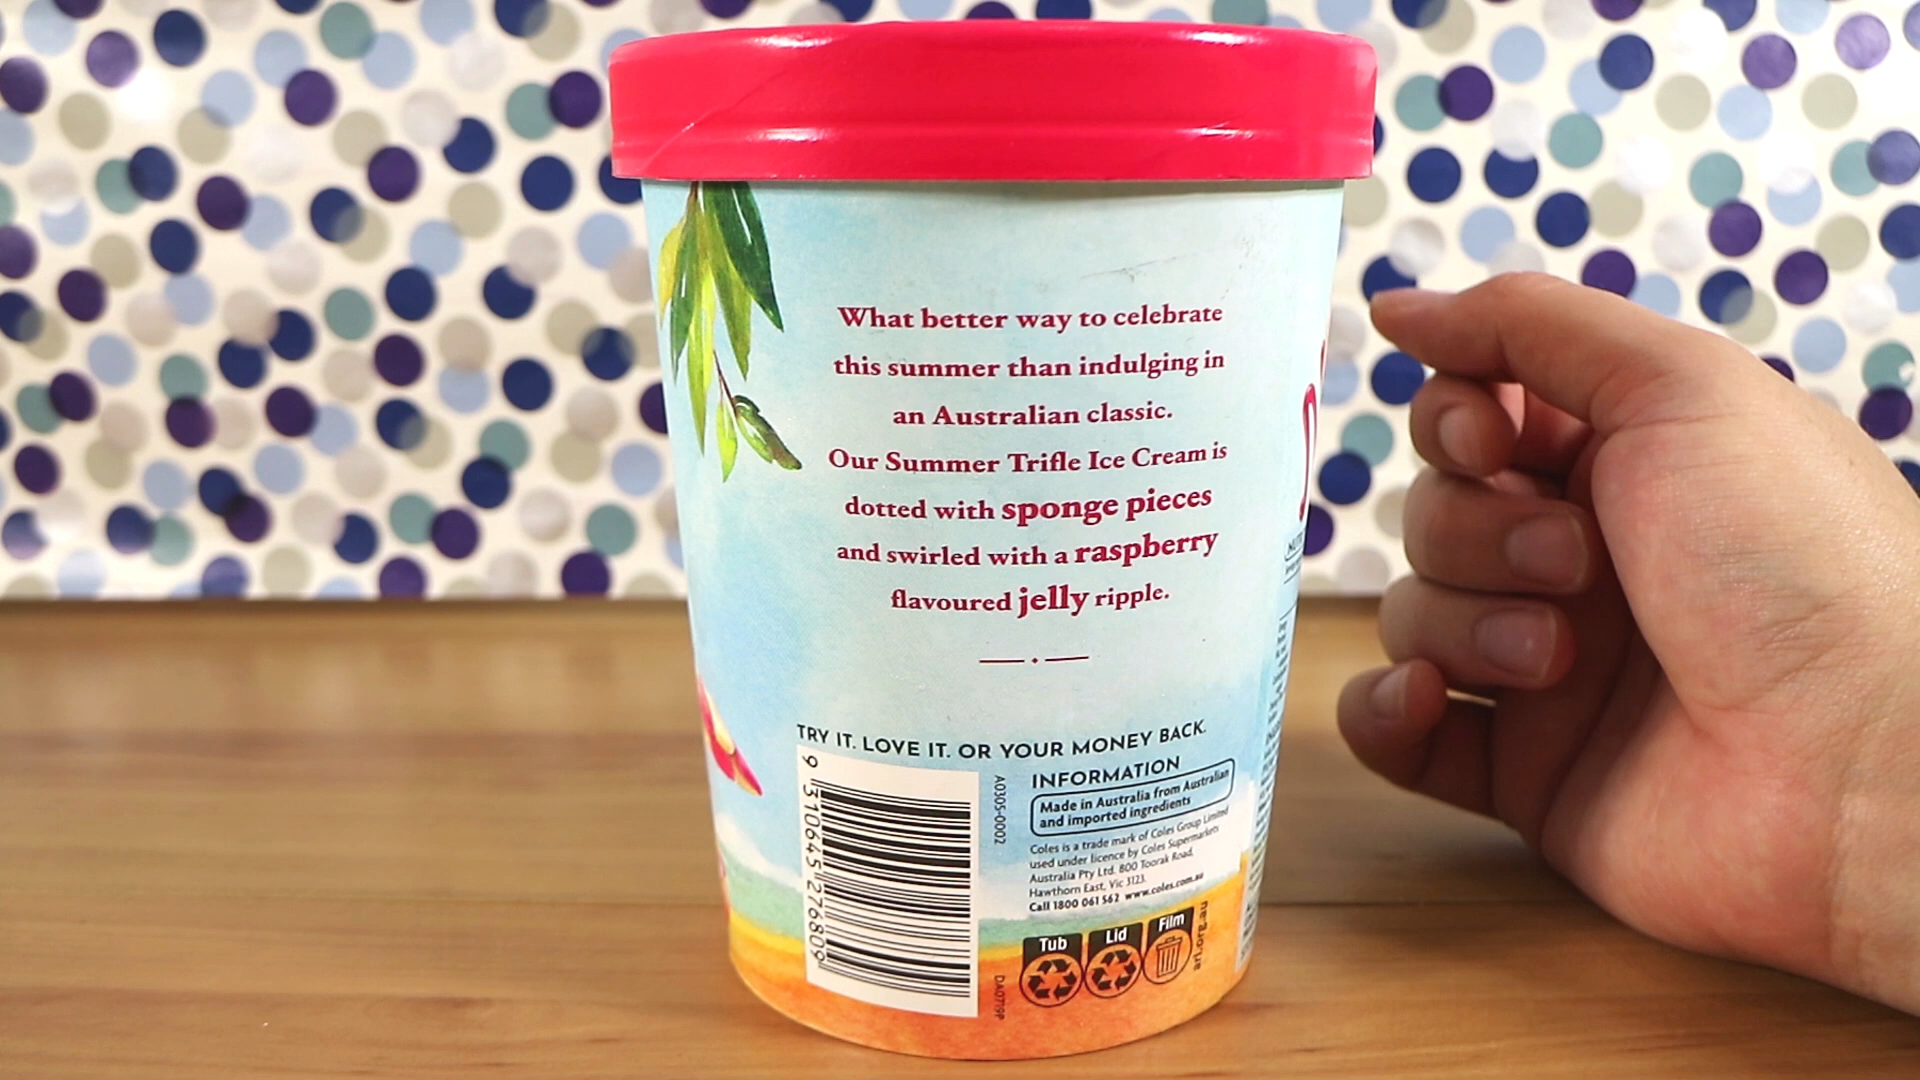 What better way to celebrate
this summer than indulging in
an Australian classic.
Our Summer Trifle Ice Cream is
dotted with sponge pieces
and swirled with a raspberry
flavoured jelly ripple.
TRY IT. LOVE IT. OR YOUR MONEY BACK.
9 310645 276809
A0305-0002
DA0719P
INFORMATION
Made in Australia from Australian
and imported ingredients
Coles is a trade mark of Coles Group Limited
used under licence by Coles Supermarkets
Australia Pty Ltd. 800 Toorak Road,
Hawthorn East, Vic 3123.
Call 1800 061 562 www.coles.com.au
Tub Lid Film
arl.org.au